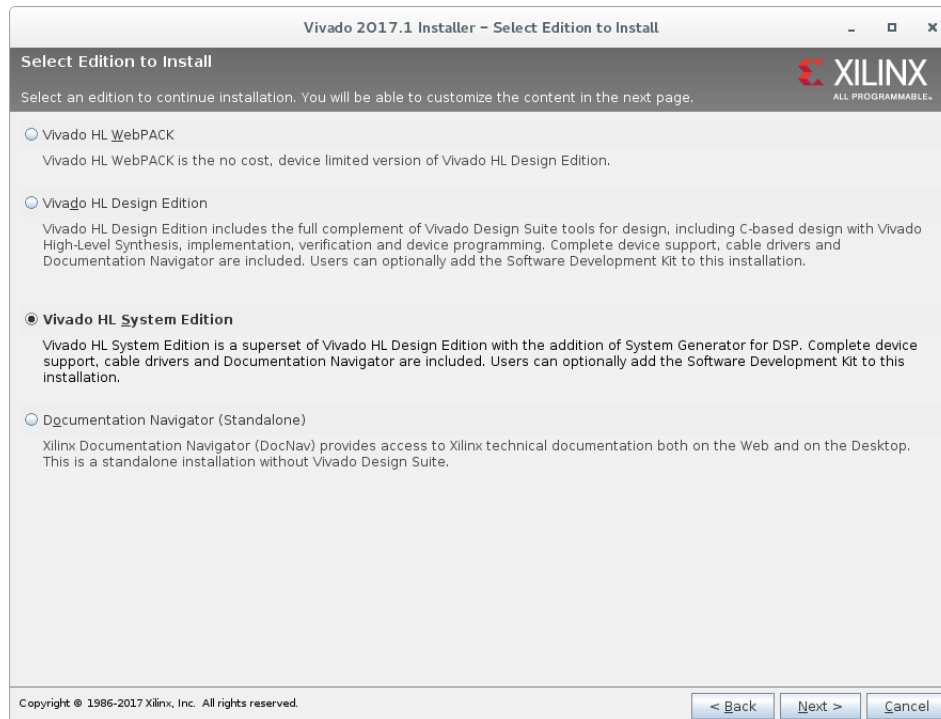 Vivado 2017.1 Installer – Select Edition to Install
Select Edition to Install
XILINX
ALL PROGRAMMABLE™
Select an edition to continue installation. You will be able to customize the content in the next page.
Vivado HL WebPACK
Vivado HL WebPACK is the no cost, device limited version of Vivado HL Design Edition.
Vivado HL Design Edition
Vivado HL Design Edition includes the full complement of Vivado Design Suite tools for design, including C-based design with Vivado
High-Level Synthesis, implementation, verification and device programming. Complete device support, cable drivers and
Documentation Navigator are included. Users can optionally add the Software Development Kit to this installation.
Vivado HL System Edition
Vivado HL System Edition is a superset of Vivado HL Design Edition with the addition of System Generator for DSP. Complete device
support, cable drivers and Documentation Navigator are included. Users can optionally add the Software Development Kit to this
installation.
Documentation Navigator (Standalone)
Xilinx Documentation Navigator (DocNav) provides access to Xilinx technical documentation both on the Web and on the Desktop.
This is a standalone installation without Vivado Design Suite.
Copyright © 1986-2017 Xilinx, Inc. All rights reserved.
< Back
Next >
Cancel